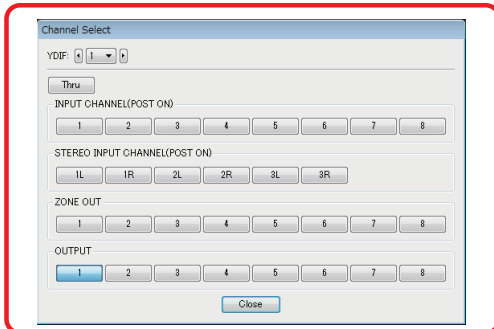 Channel Select
YDIF: 1
Thru
INPUT CHANNEL(POST ON)
1 2 3 4 5 6 7 8
STEREO INPUT CHANNEL(POST ON)
1L 1R 2L 2R 3L 3R
ZONE OUT
1 2 3 4 5 6 7 8
OUTPUT
1 2 3 4 5 6 7 8
Close